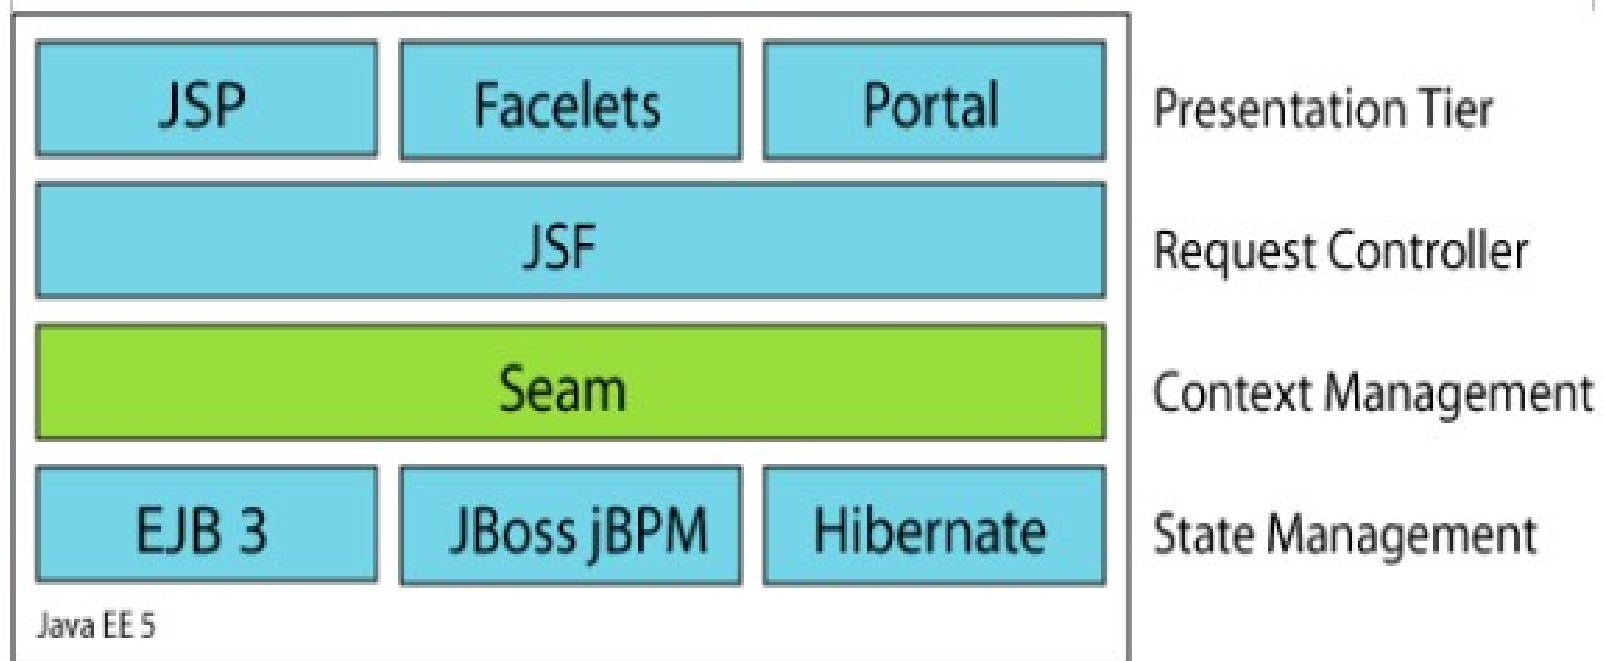 JSP Facelets Portal Presentation Tier
JSF Request Controller
Seam Context Management
EJB 3 JBoss jBPM Hibernate State Management
Java EE 5